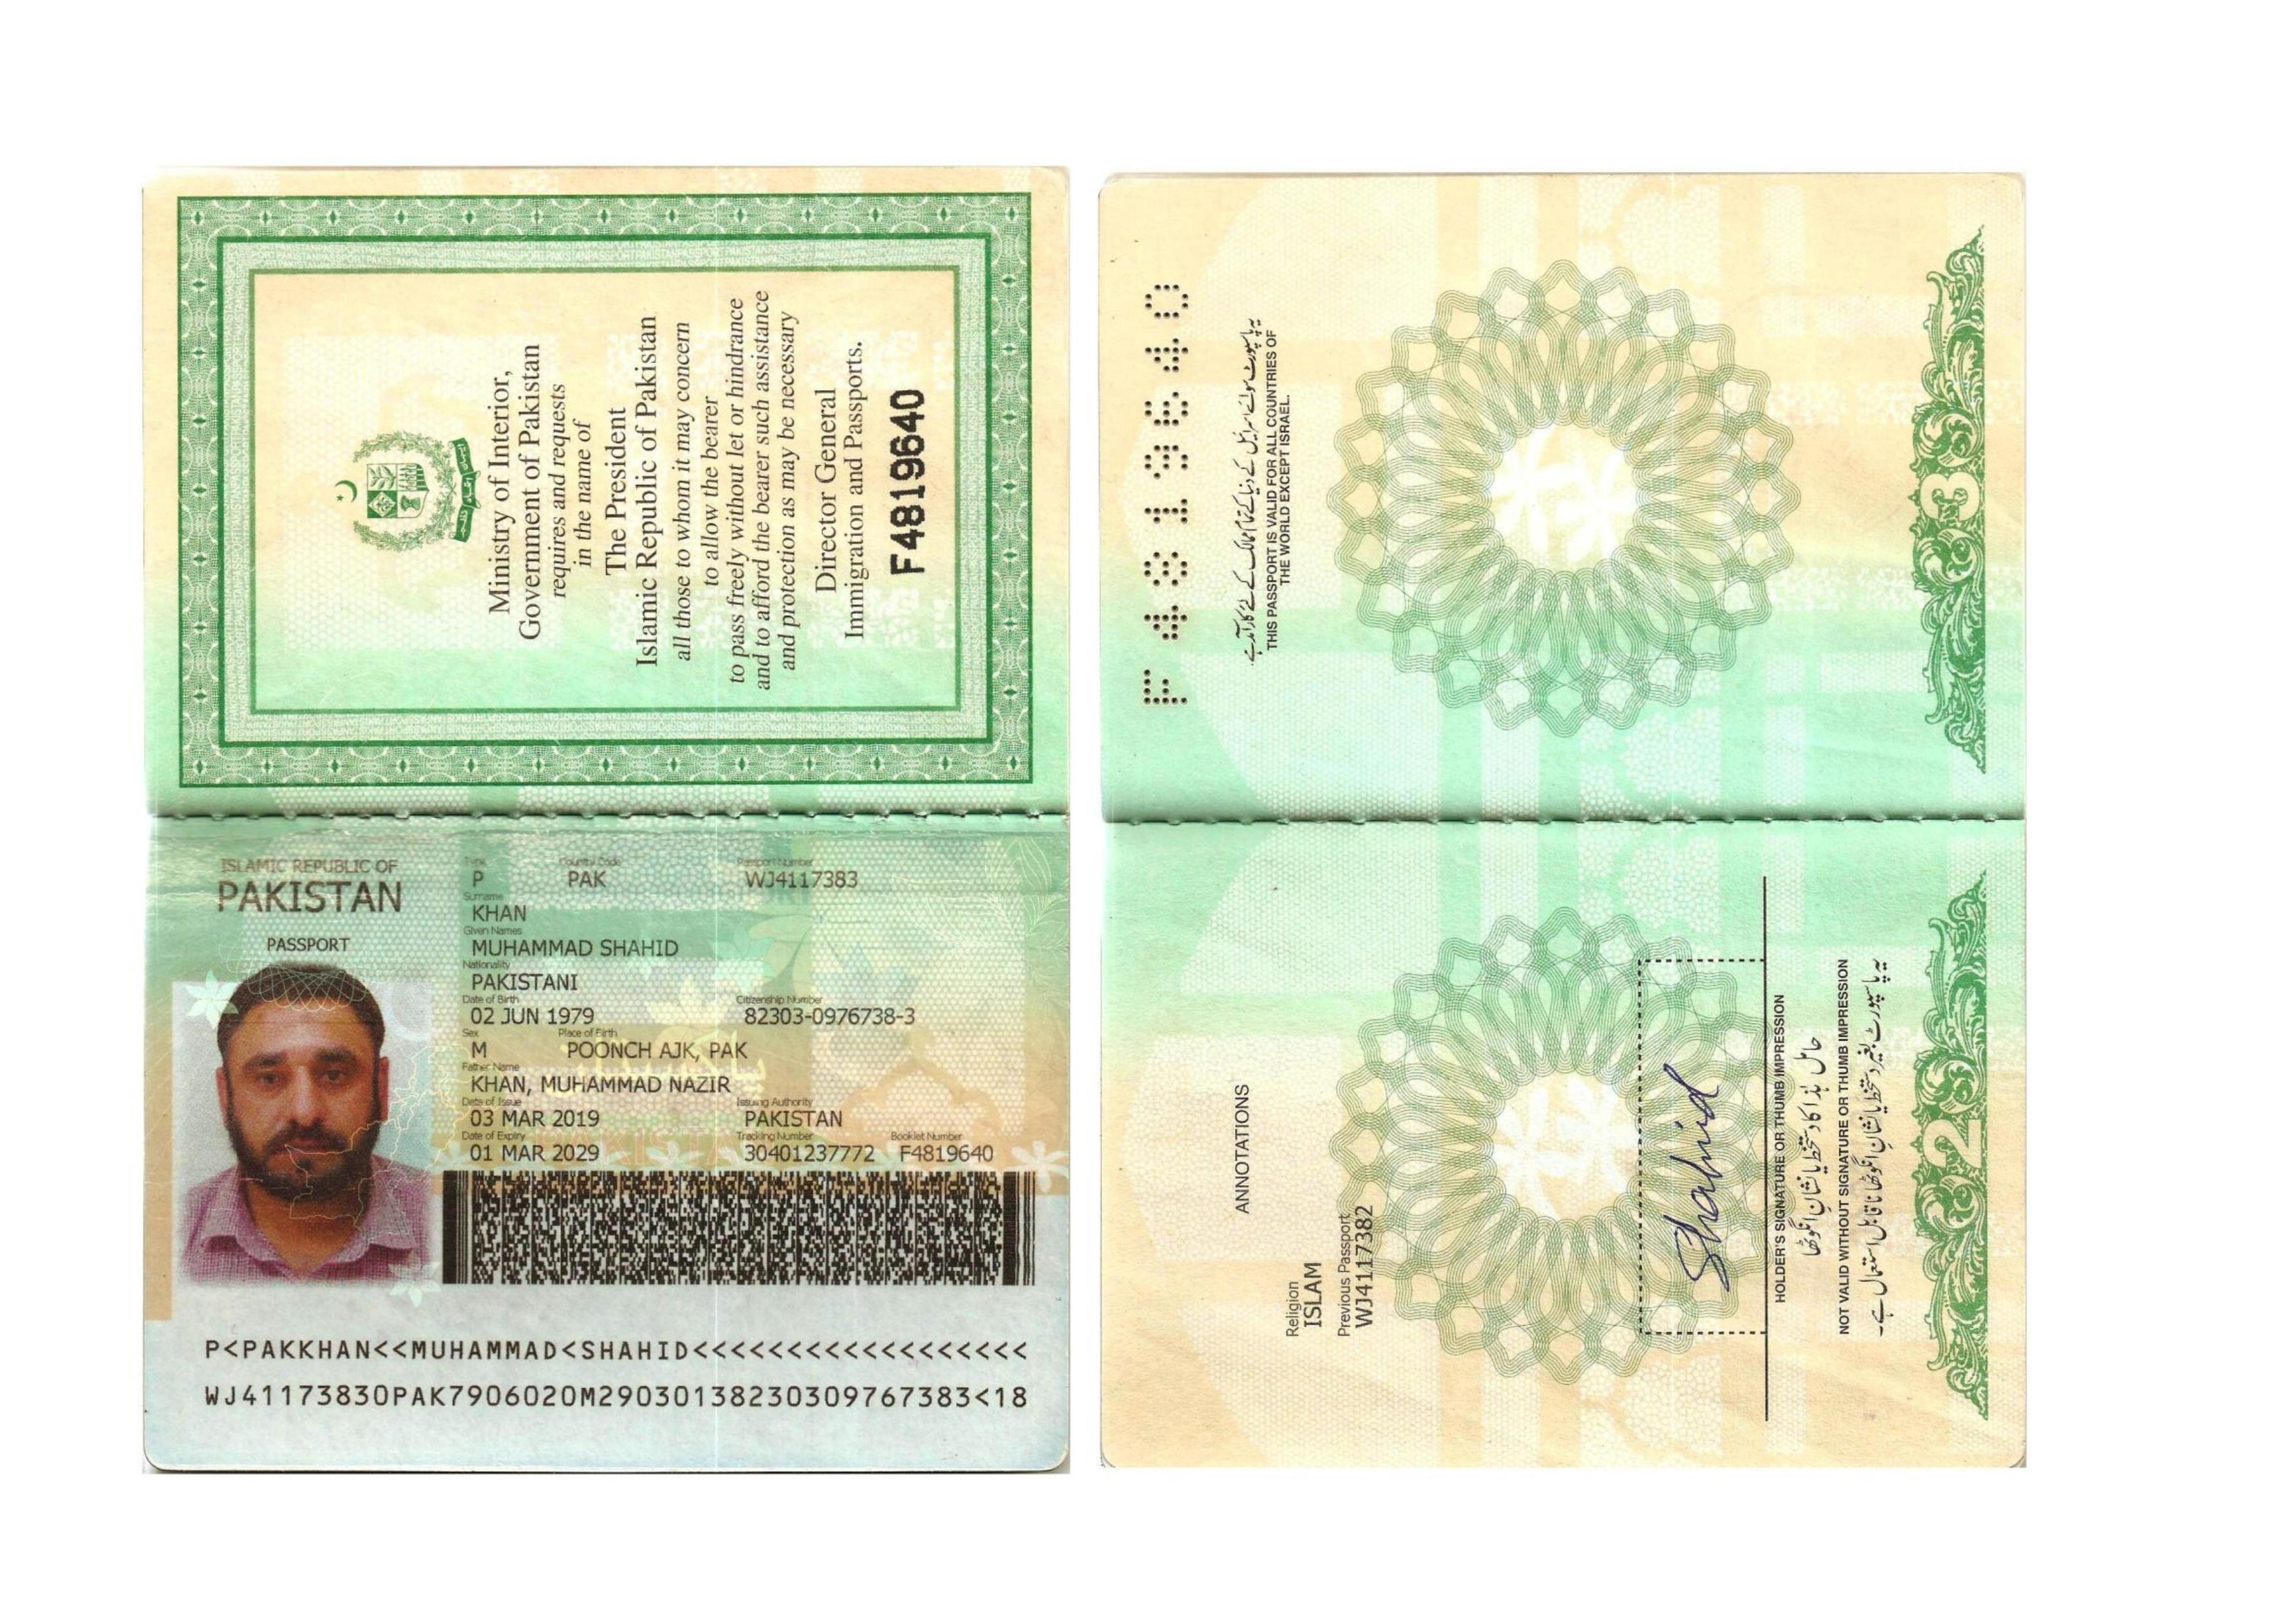 Ministry of Interior,
Government of Pakistan
requires and requests
in the name of
The President
Islamic Republic of Pakistan
all those to whom it may concern
to allow the bearer
to pass freely without let or hindrance
and to afford the bearer such assistance
and protection as may be necessary
Director General
Immigration and Passports.
F4819640
ISLAMIC REPUBLIC OF
PAKISTAN
PASSPORT
Type Country Code Passport Number
P PAK WJ4117383
Surname
KHAN
Given Names
MUHAMMAD SHAHID
Nationality
PAKISTANI
Date of Birth Citizenship Number
02 JUN 1979 82303-0976738-3
Sex Place of Birth
M POONCH AJK, PAK
Father Name
KHAN, MUHAMMAD NAZIR
Date of Issue Issuing Authority
03 MAR 2019 PAKISTAN
Date of Expiry Tracking Number Booklet Number
01 MAR 2029 30401237772 F4819640
P<PAKKHAN<<MUHAMMAD<SHAHID<<<<<<<<<<<<<<<<<<
WJ41173830PAK7906020M29030138230309767383<18
F4819640
یہ پاسپورٹ سوائے اسرائیل کے دنیا کے تمام ممالک کے لئے کارآمد ہے۔
THIS PASSPORT IS VALID FOR ALL COUNTRIES OF
THE WORLD EXCEPT ISRAEL.
3
ANNOTATIONS
Religion
ISLAM
Previous Passport
WJ4117382
Shahid
HOLDER'S SIGNATURE OR THUMB IMPRESSION
حامل ہذا کا دستخط یا نشان انگوٹھا
NOT VALID WITHOUT SIGNATURE OR THUMB IMPRESSION
یہ پاسپورٹ بغیر دستخط یا نشان انگوٹھا ناقابل استعمال ہے۔
2